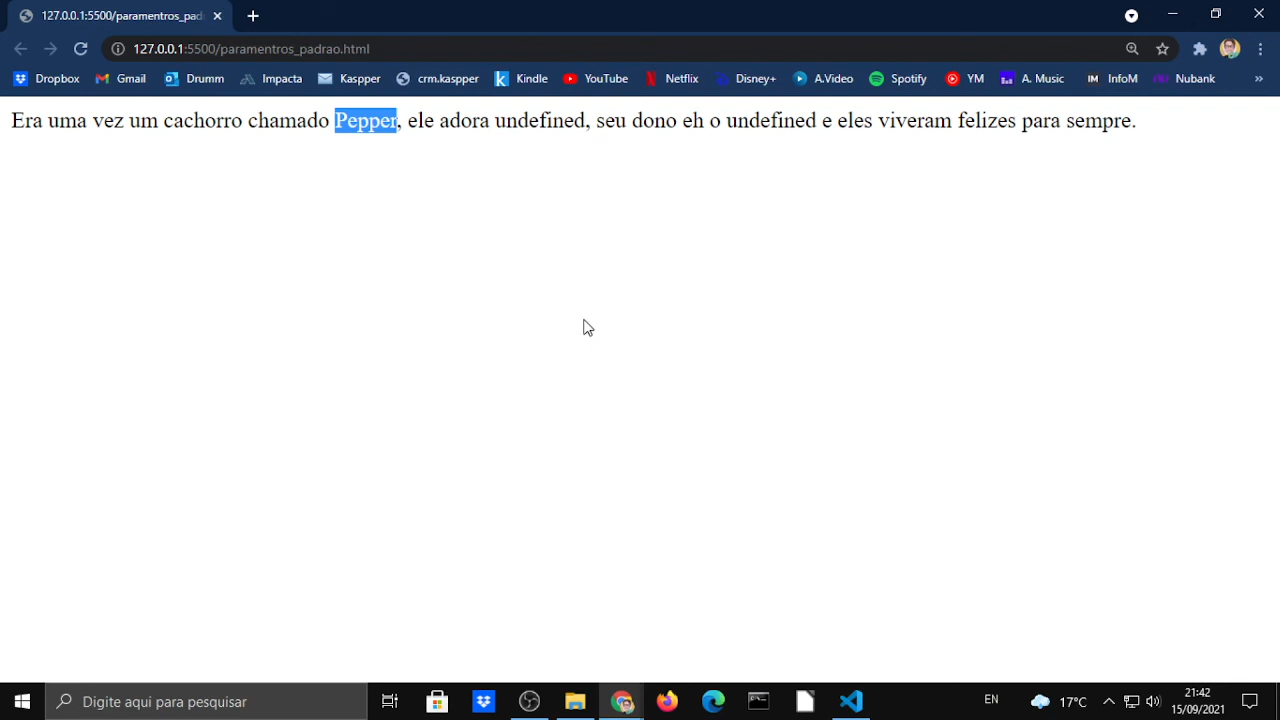 127.0.0.1:5500/paramentros_pad
127.0.0.1:5500/paramentros_padrao.html
Dropbox Gmail Drumm Impacta Kaspper crm.kaspper Kindle YouTube Netflix Disney+ A.Video Spotify YM A. Music IM InfoM Nubank »
Era uma vez um cachorro chamado Pepper, ele adora undefined, seu dono eh o undefined e eles viveram felizes para sempre.
Digite aqui para pesquisar
EN
17°C
21:42
15/09/2021